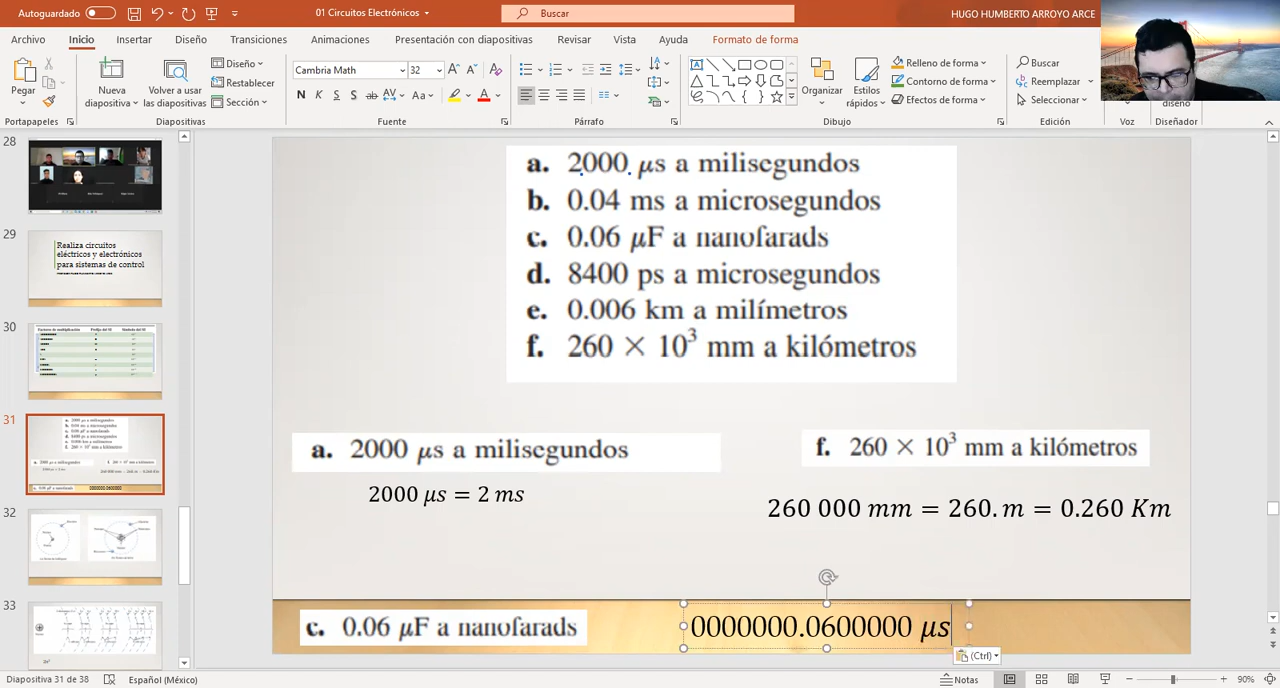 Autoguardado
01 Circuitos Electrónicos
Buscar
HUGO HUMBERTO ARROYO ARCE
Archivo Inicio Insertar Diseño Transiciones Animaciones Presentación con diapositivas Revisar Vista Ayuda Formato de forma
Pegar
Portapapeles
Nueva diapositiva
Volver a usar las diapositivas
Diseño
Restablecer
Sección
Diapositivas
Cambria Math 32
N K S S ab AV Aa
Fuente
Párrafo
Organizar
Estilos rápidos
Relleno de forma
Contorno de forma
Efectos de forma
Dibujo
Buscar
Reemplazar
Seleccionar
Edición
Voz
diseño
Diseñador
28
29
Realiza circuitos
eléctricos y electrónicos
para sistemas de control
30
31
32
33
a. 2000 μs a milisegundos
b. 0.04 ms a microsegundos
c. 0.06 μF a nanofarads
d. 8400 ps a microsegundos
e. 0.006 km a milímetros
f. 260 × 10³ mm a kilómetros
a. 2000 μs a milisegundos
2000 μs = 2 ms
f. 260 × 10³ mm a kilómetros
260 000 mm = 260. m = 0.260 Km
c. 0.06 μF a nanofarads
0000000.0600000 μs
(Ctrl)
Diapositiva 31 de 38
Español (México)
Notas
90%